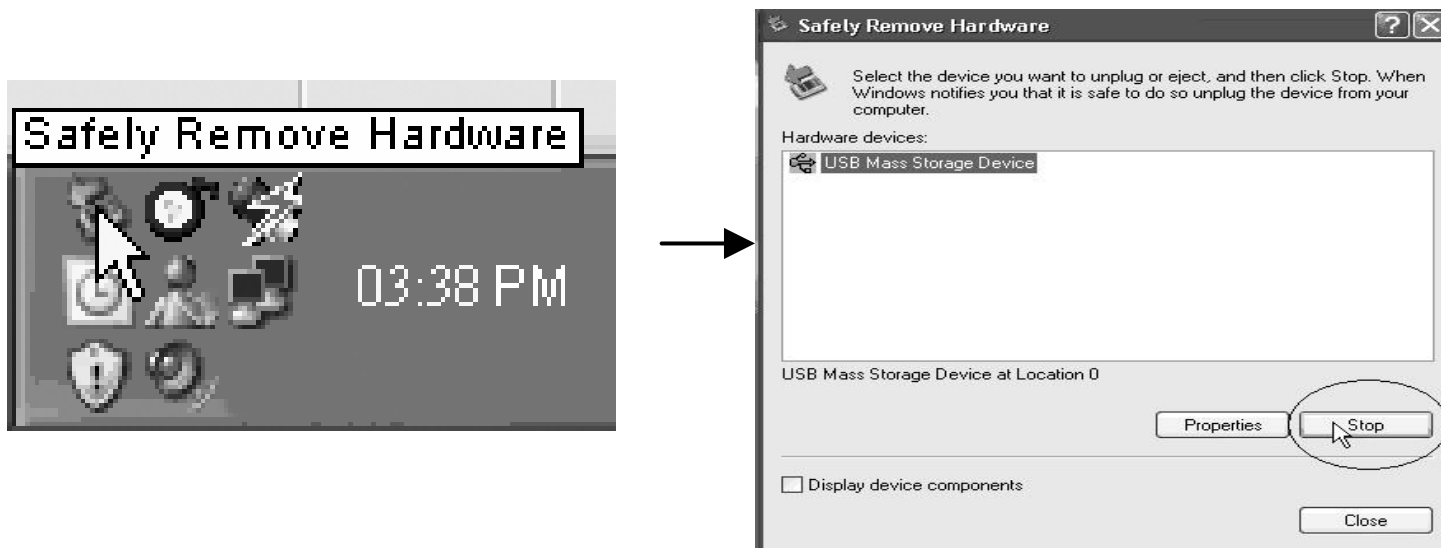 Safely Remove Hardware
03:38 PM
Safely Remove Hardware
Select the device you want to unplug or eject, and then click Stop. When
Windows notifies you that it is safe to do so unplug the device from your
computer.
Hardware devices:
USB Mass Storage Device
USB Mass Storage Device at Location 0
Properties
Stop
Display device components
Close